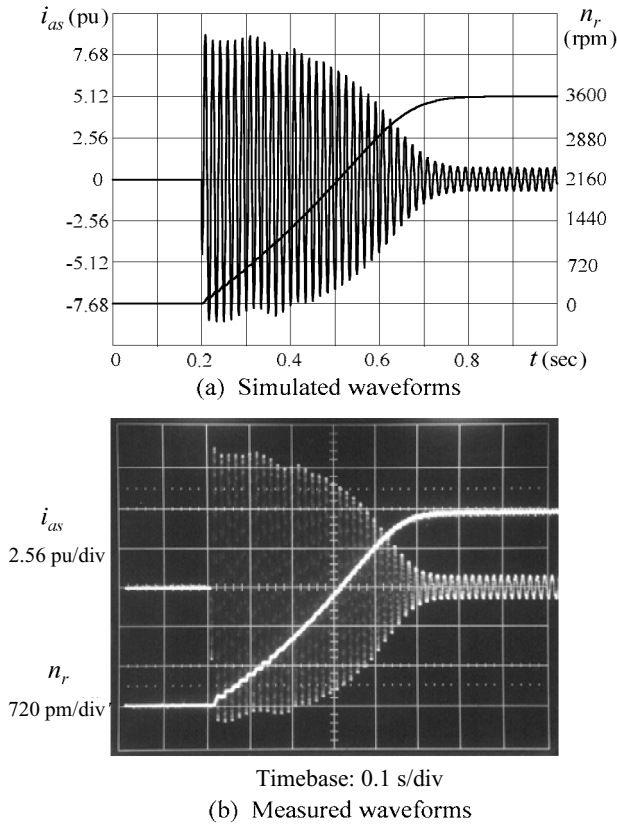 i_as (pu)
n_r
(rpm)
7.68
5.12
3600
2.56
2880
0
2160
-2.56
1440
-5.12
720
-7.68
0
0
0.2
0.4
0.6
0.8
t (sec)
(a) Simulated waveforms
i_as
2.56 pu/div
n_r
720 pm/div
Timebase: 0.1 s/div
(b) Measured waveforms